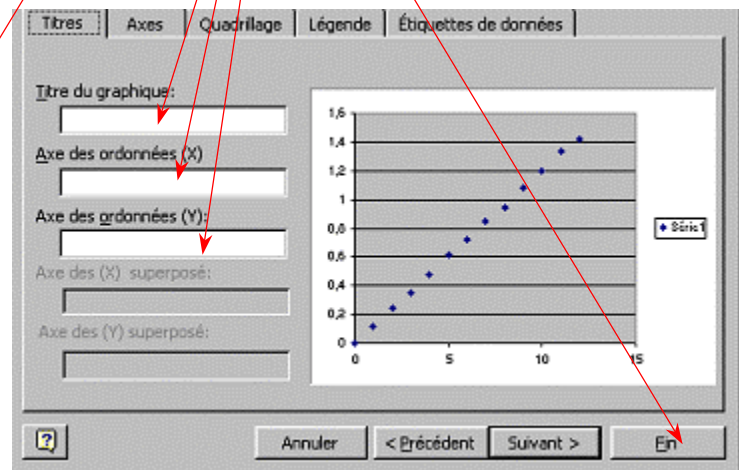 Titres Axes Quadrillage Légende Étiquettes de données
Titre du graphique:
Axe des ordonnées (X)
Axe des ordonnées (Y):
Axe des (X) superposé:
Axe des (Y) superposé:
1,6
1,4
1,2
1
0,8
0,6
0,4
0,2
0
0 5 10 15
Série1
? Annuler < Précédent Suivant > Fin